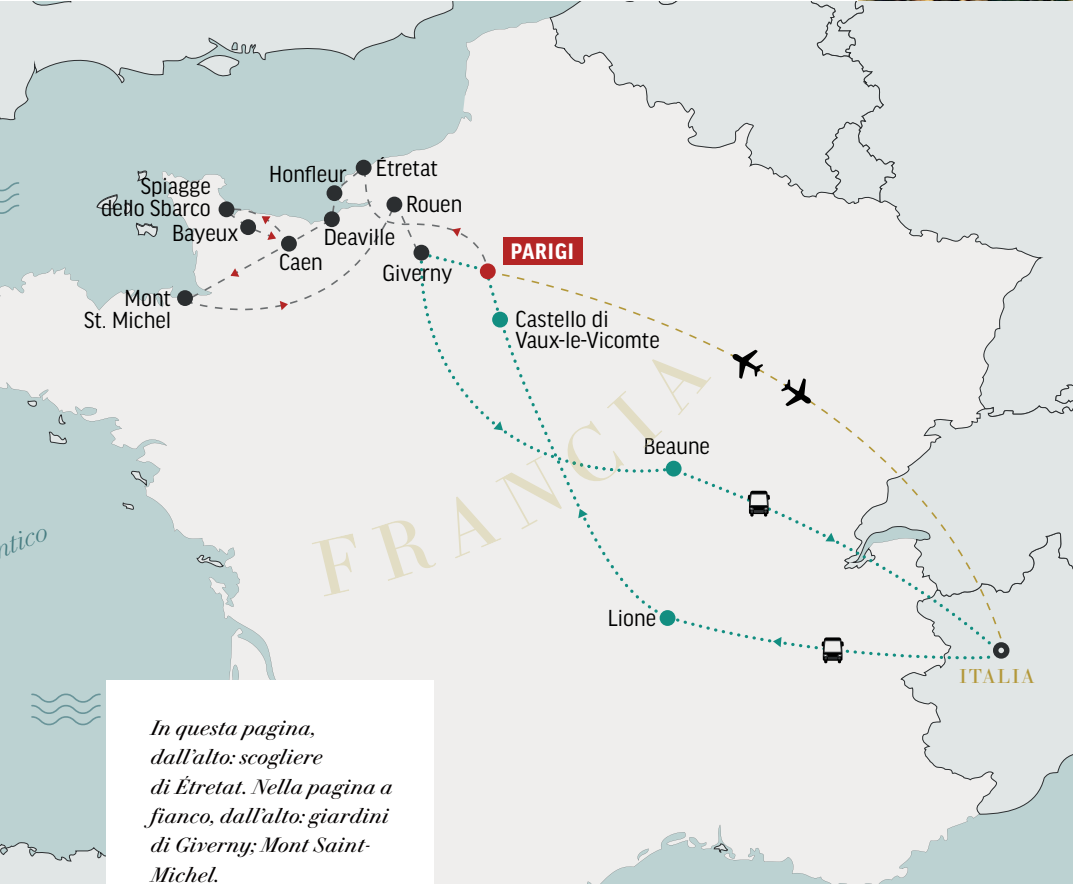 Étretat
Honfleur
Spiagge
dello Sbarco
Rouen
Bayeux
Deaville
Caen
PARIGI
Giverny
Mont
St. Michel
Castello di
Vaux-le-Vicomte
FRANCIA
Beaune
ntico
Lione
ITALIA
In questa pagina,
dall’alto: scogliere
di Étretat. Nella pagina a
fianco, dall’alto: giardini
di Giverny; Mont Saint-
Michel.